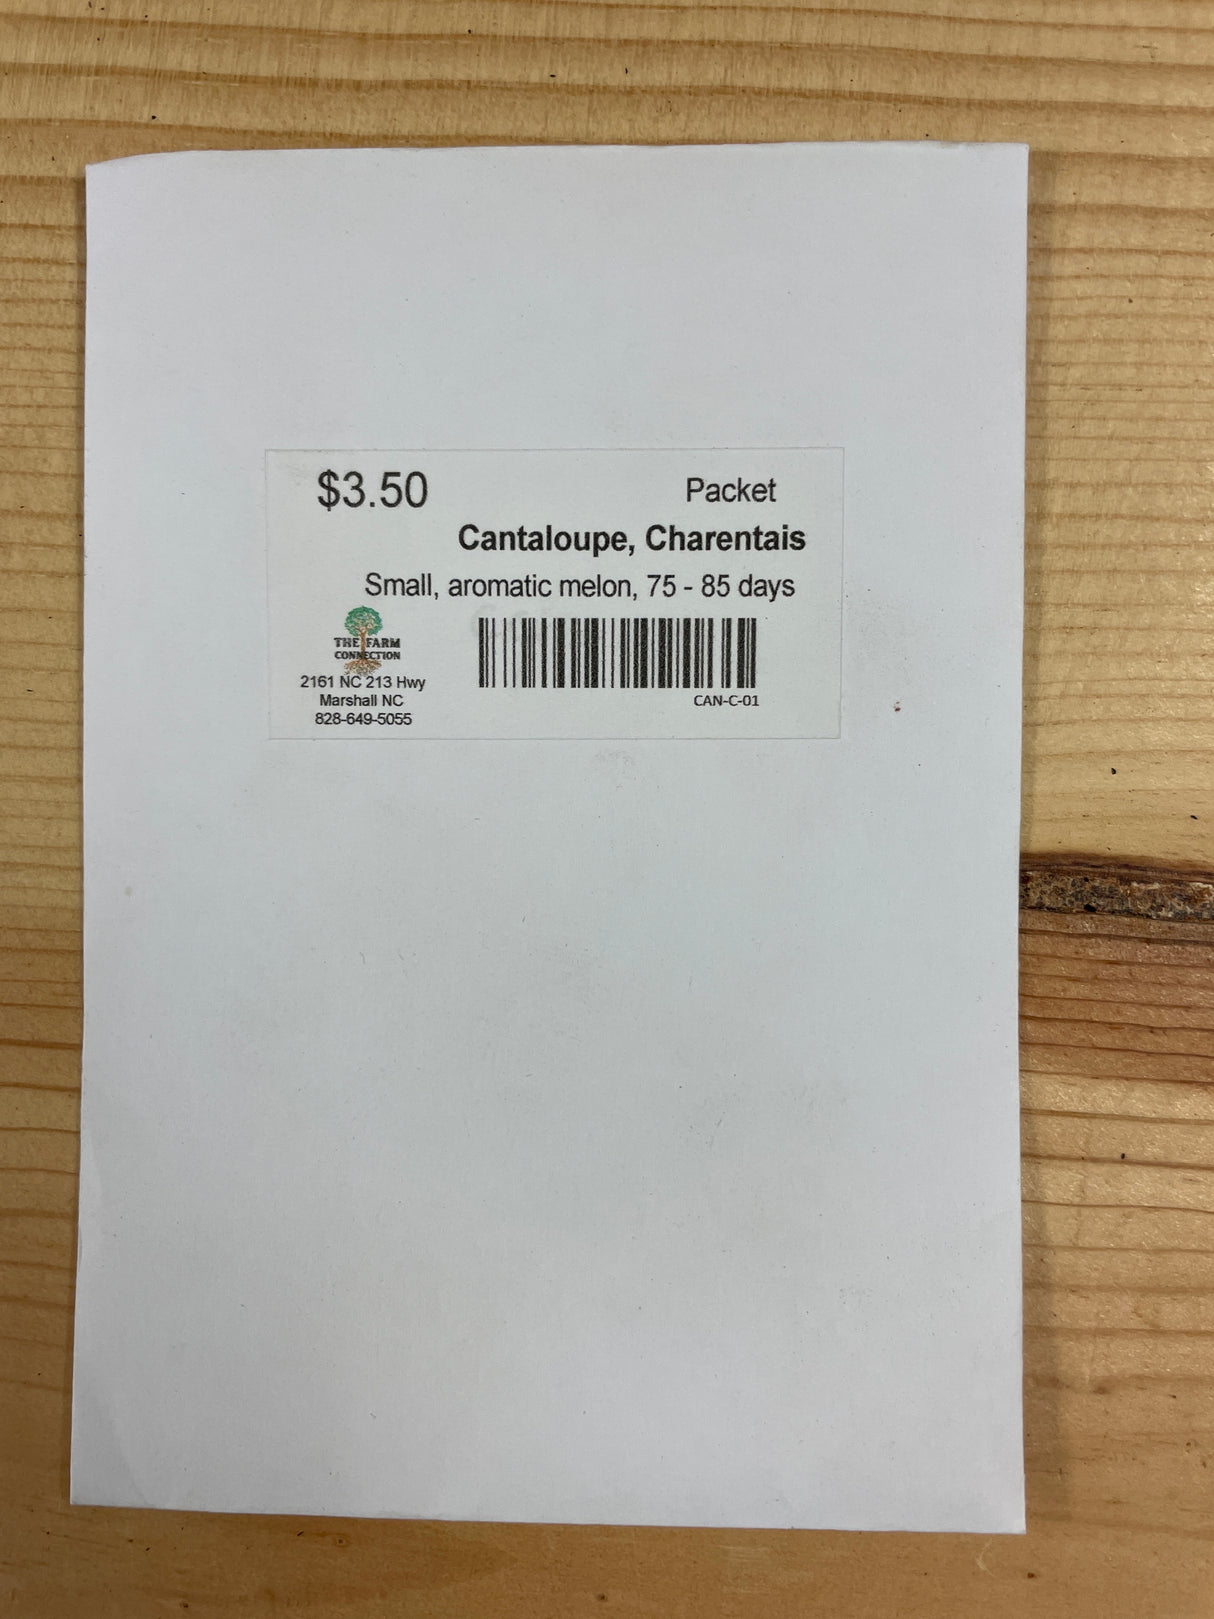 $3.50 Packet
Cantaloupe, Charentais
Small, aromatic melon, 75 - 85 days
THE FARM
CONNECTION
2161 NC 213 Hwy
Marshall NC
828-649-5055
CAN-C-01